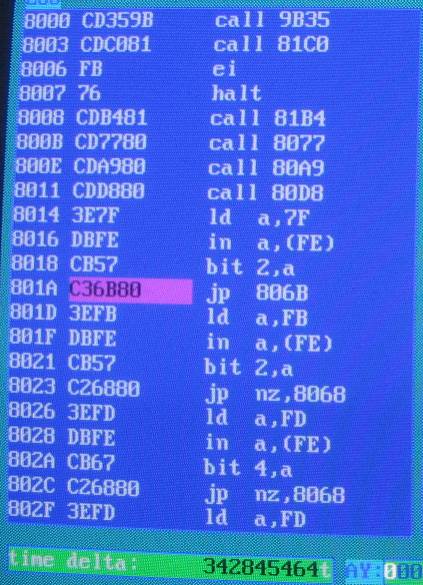 8000 CD359B call 9B35
8003 CDC081 call 81C0
8006 FB ei
8007 76 halt
8008 CDB481 call 81B4
800B CD7780 call 8077
800E CDA980 call 80A9
8011 CDD880 call 80D8
8014 3E7F ld a,7F
8016 DBFE in a,(FE)
8018 CB57 bit 2,a
801A C36B80 jp 806B
801D 3EFB ld a,FB
801F DBFE in a,(FE)
8021 CB57 bit 2,a
8023 C26880 jp nz,8068
8026 3EFD ld a,FD
8028 DBFE in a,(FE)
802A CB67 bit 4,a
802C C26880 jp nz,8068
802F 3EFD ld a,FD
time delta: 342845464t AY:000